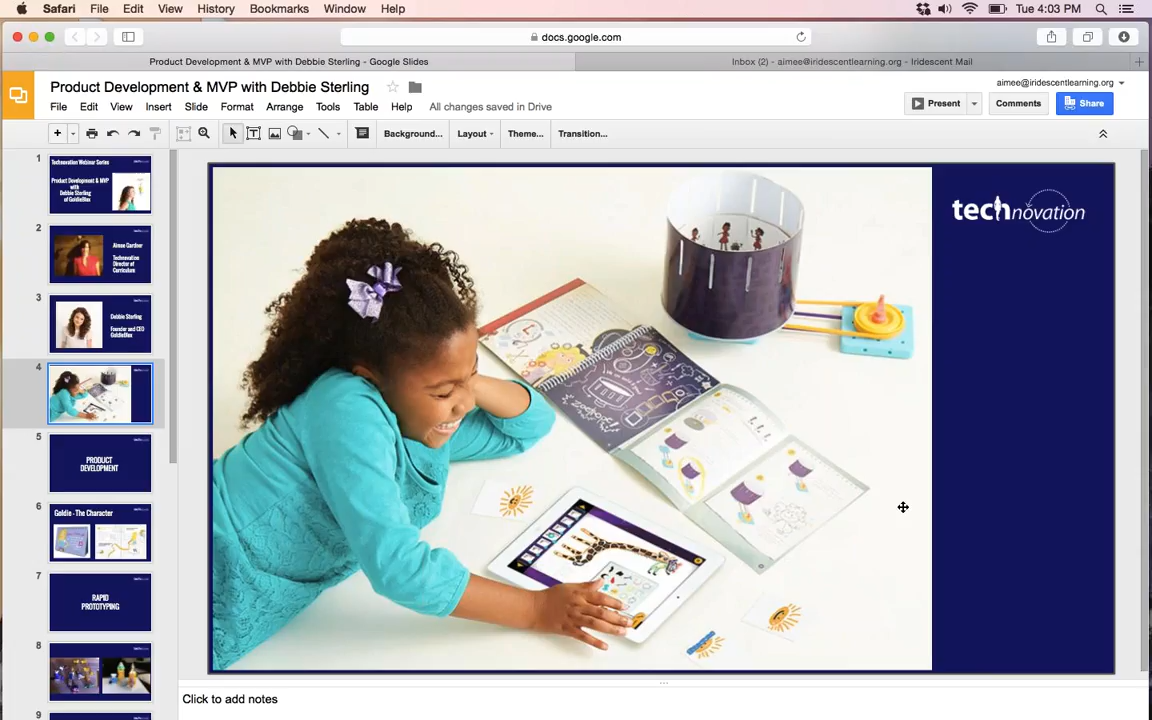 Safari File Edit View History Bookmarks Window Help Tue 4:03 PM
docs.google.com
Product Development & MVP with Debbie Sterling - Google Slides
Inbox (2) - aimee@iridescentlearning.org - Iridescent Mail
Product Development & MVP with Debbie Sterling
aimee@iridescentlearning.org
File Edit View Insert Slide Format Arrange Tools Table Help All changes saved in Drive
Present Comments Share
Background... Layout Theme... Transition...
1
Technovation Webinar Series
Product Development & MVP
with
Debbie Sterling
of GoldieBlox
2
Aimee Gardner
Technovation
Director of
Curriculum
3
Debbie Sterling
Founder and CEO
GoldieBlox
4
5
PRODUCT
DEVELOPMENT
6
Goldie - The Character
7
RAPID
PROTOTYPING
8
9
technovation
Click to add notes